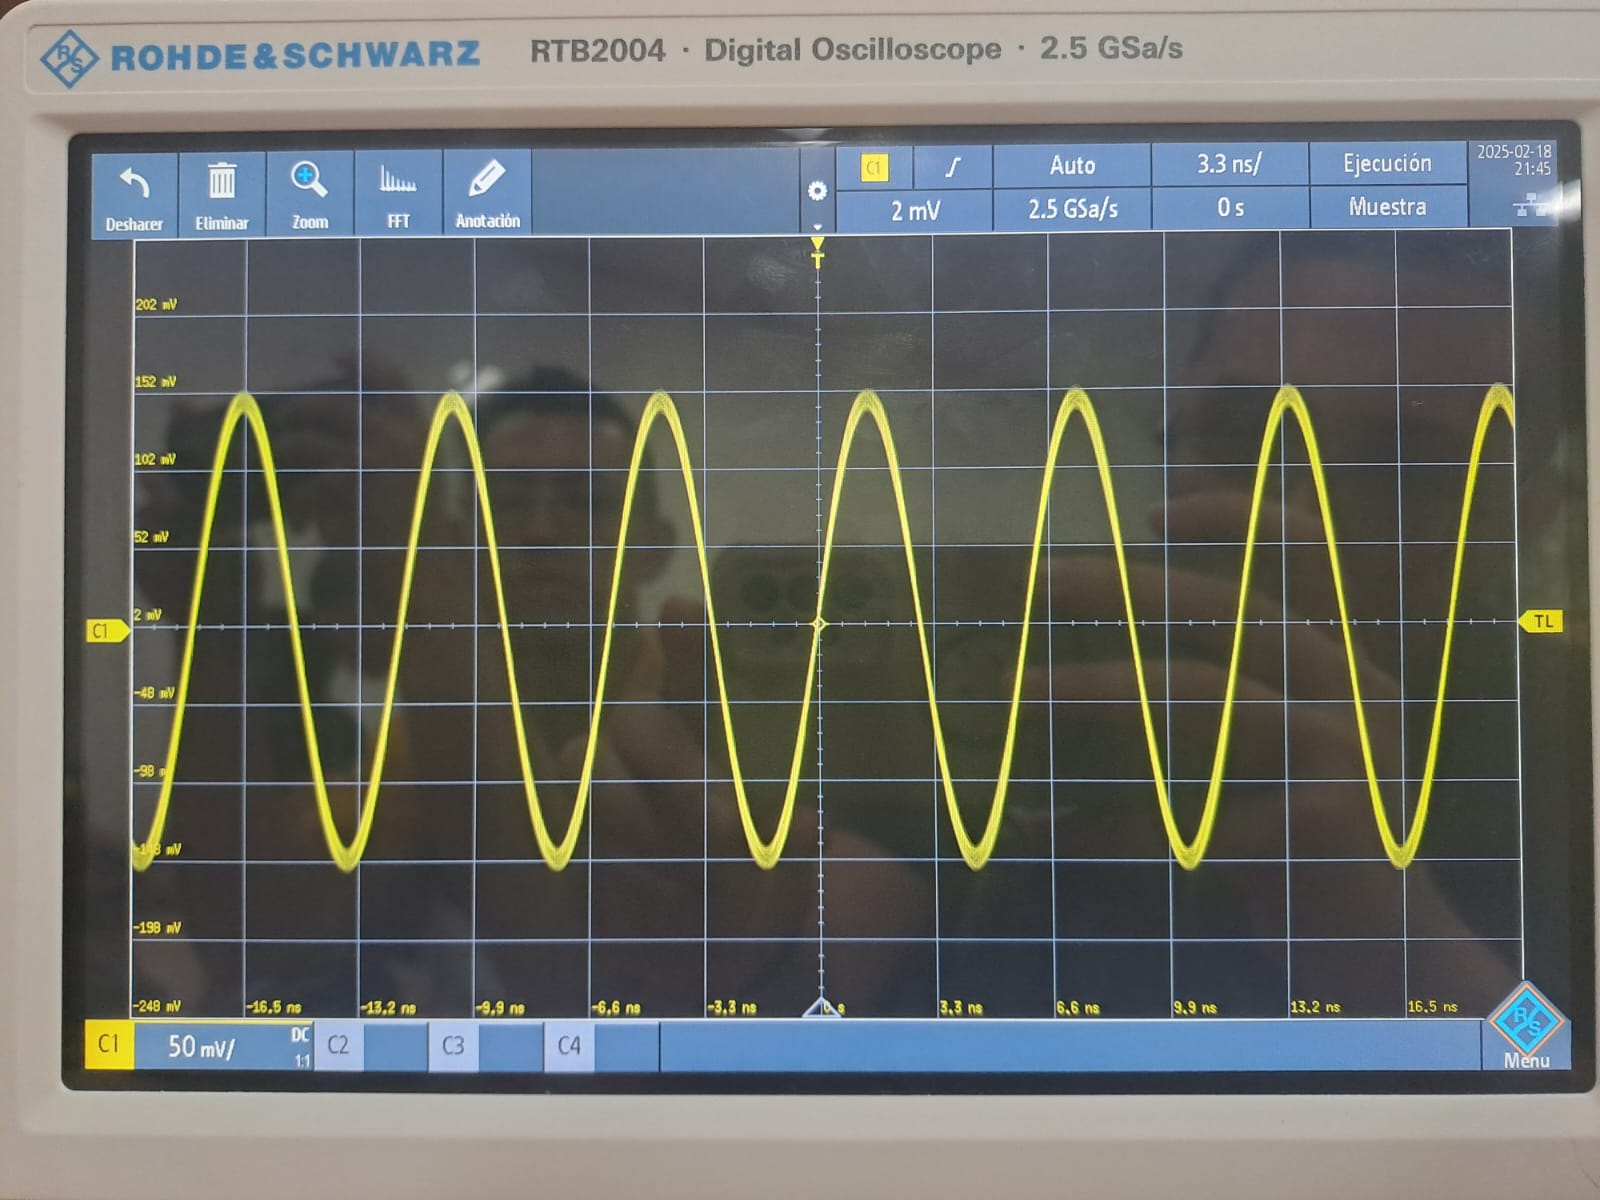 ROHDE&SCHWARZ RTB2004 · Digital Oscilloscope · 2.5 GSa/s
Deshacer Eliminar Zoom FFT Anotación
C1 Auto 3.3 ns/ Ejecución 2025-02-18
21:45
2 mV 2.5 GSa/s 0 s Muestra
T
202 mV
152 mV
102 mV
52 mV
2 mV
C1 TL
-48 mV
-98
-148 mV
-198 mV
-248 mV -16.5 ns -13.2 ns -9.9 ns -6.6 ns -3.3 ns 0 s 3.3 ns 6.6 ns 9.9 ns 13.2 ns 16.5 ns
C1 50 mV/ DC
1:1
C2 C3 C4
R/S
Menu